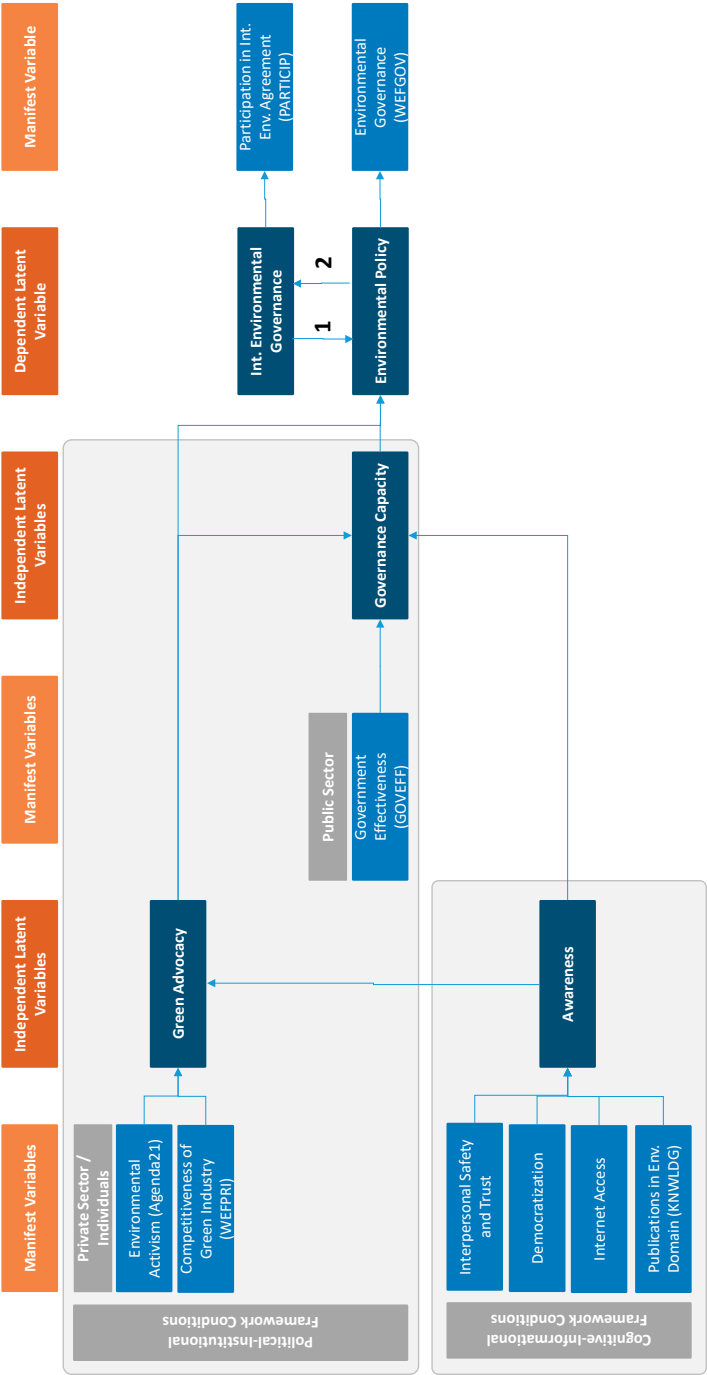 Manifest Variables
Independent Latent
Variables
Manifest Variables
Independent Latent
Variables
Dependent Latent
Variable
Manifest Variable
Political-Institutional
Framework Conditions
Private Sector /
Individuals
Environmental
Activism (Agenda21)
Competitiveness of
Green Industry
(WEFPRI)
Green Advocacy
Public Sector
Government
Effectiveness
(GOVEFF)
Governance Capacity
Int. Environmental
Governance
1
2
Environmental Policy
Participation in Int.
Env. Agreement
(PARTICIP)
Environmental
Governance
(WEFGOV)
Cognitive-Informational
Framework Conditions
Interpersonal Safety
and Trust
Democratization
Internet Access
Publications in Env.
Domain (KNWLDG)
Awareness